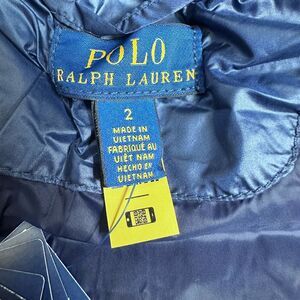 POLO
RALPH LAUREN
2
MADE IN
VIETNAM
FABRIQUÉ AU
VIÊT NAM
HECHO EN
VIETNAM